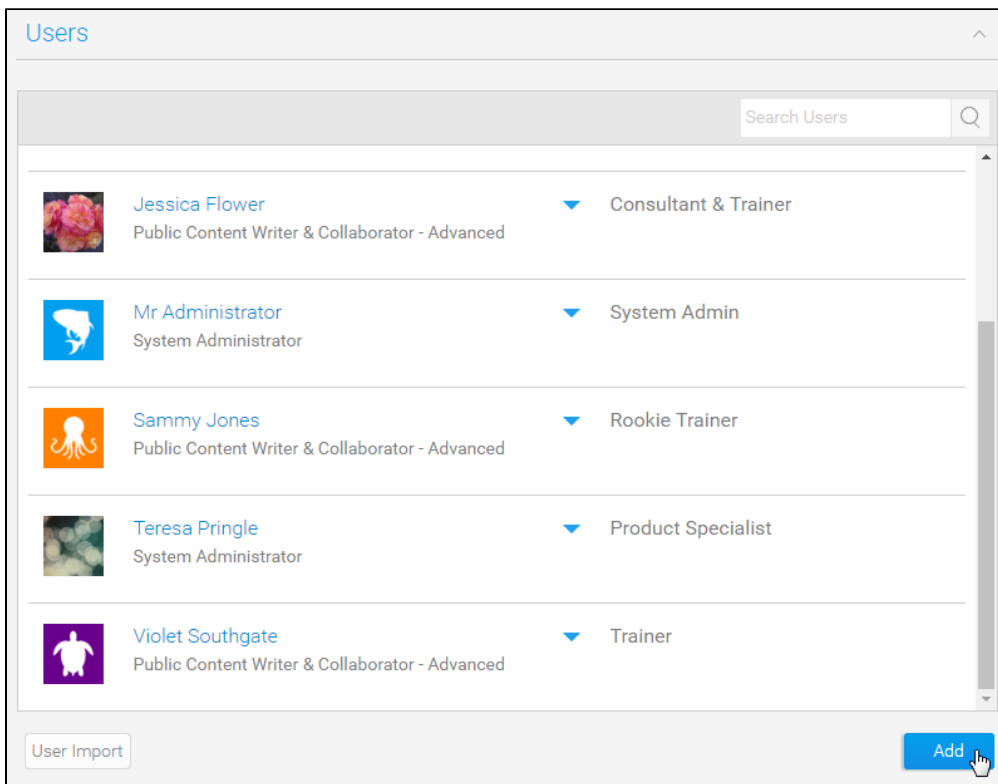 Users
Search Users
Jessica Flower
Consultant & Trainer
Public Content Writer & Collaborator - Advanced
Mr Administrator
System Admin
System Administrator
Sammy Jones
Rookie Trainer
Public Content Writer & Collaborator - Advanced
Teresa Pringle
Product Specialist
System Administrator
Violet Southgate
Trainer
Public Content Writer & Collaborator - Advanced
User Import
Add